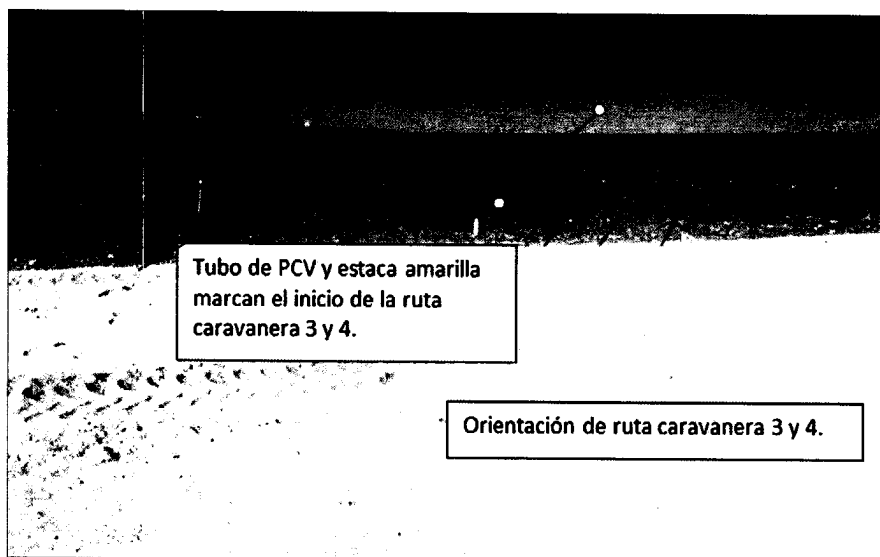 Tubo de PCV y estaca amarilla
marcan el inicio de la ruta
caravanera 3 y 4.
Orientación de ruta caravanera 3 y 4.